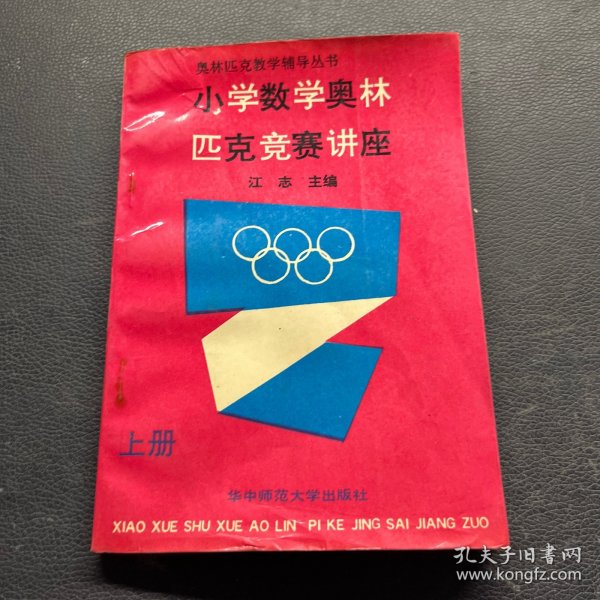 奥林匹克教学辅导丛书
小学数学奥林
匹克竞赛讲座
江志 主编
上册
华中师范大学出版社
XIAO XUE SHU XUE AO LIN PI KE JING SAI JIANG ZUO
孔夫子旧书网
www.kongfz.com